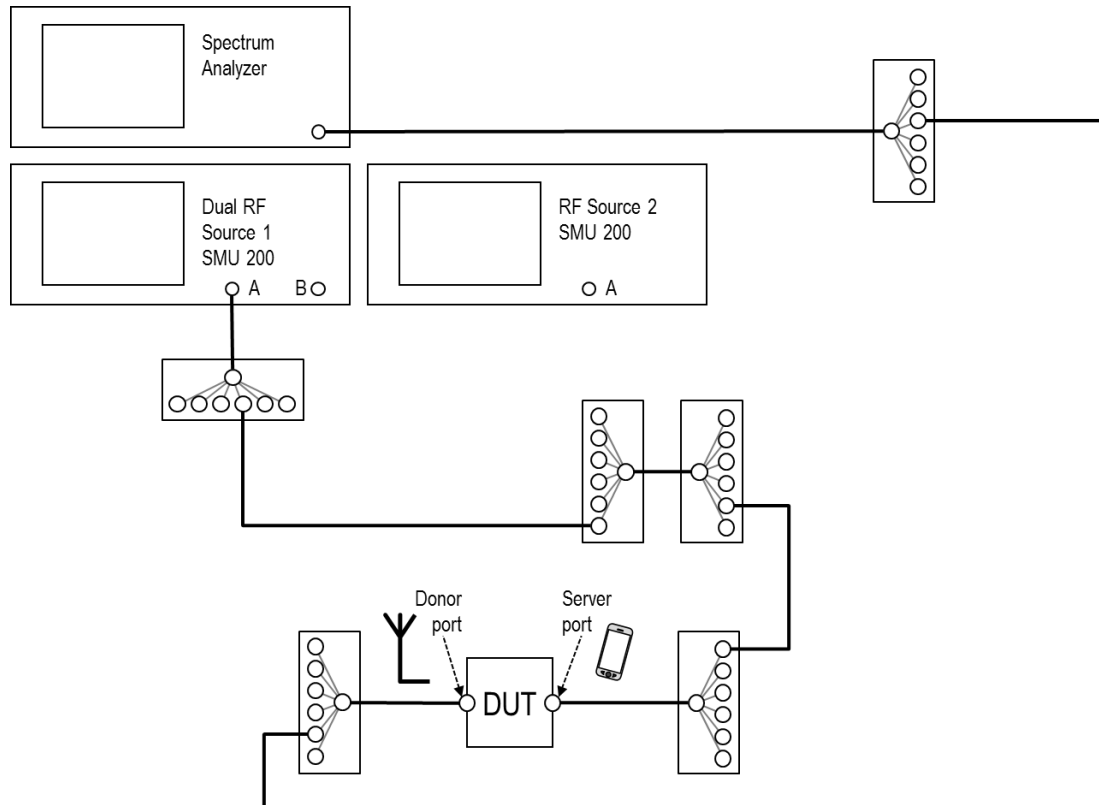 Spectrum
Analyzer
Dual RF
Source 1
SMU 200
A
B
RF Source 2
SMU 200
A
Donor
port
Server
port
DUT